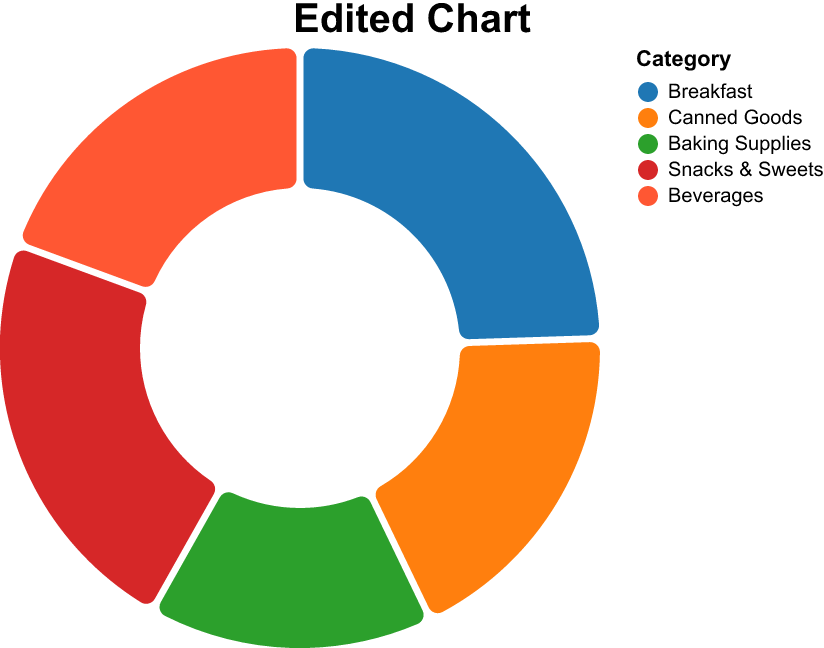 Edited Chart
Category
Breakfast
Canned Goods
Baking Supplies
Snacks & Sweets
Beverages